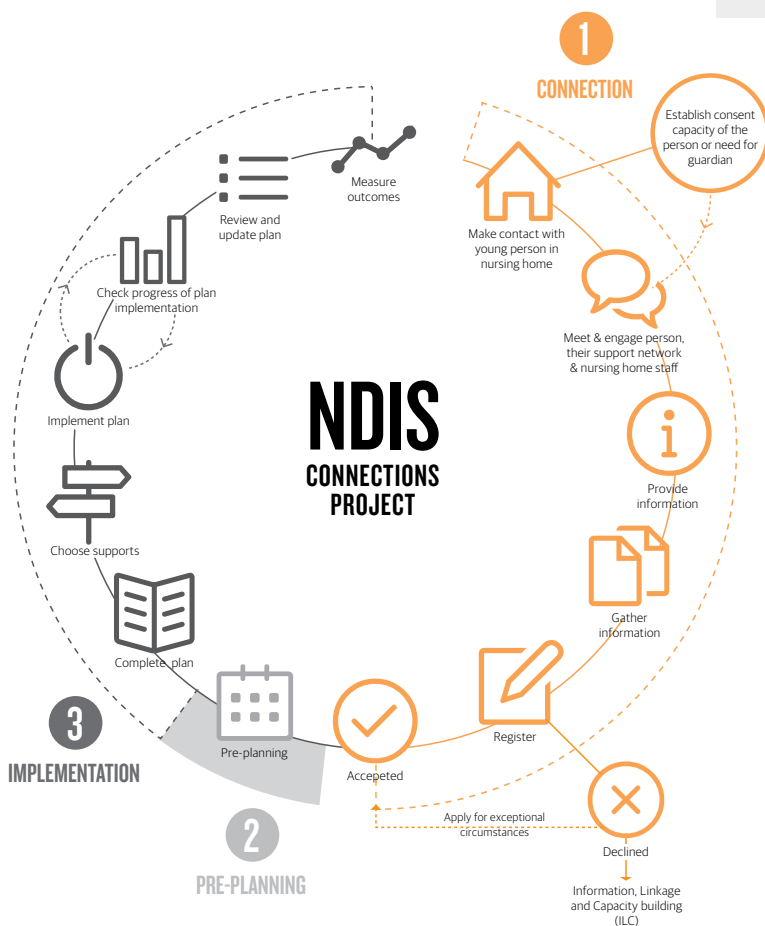 1
CONNECTION
Establish consent
capacity of the
person or need for
guardian
Make contact with
young person in
nursing home
Meet & engage person,
their support network
& nursing home staff
Provide
information
Gather
information
Register
Declined
Information, Linkage
and Capacity building
(ILC)
Apply for exceptional
circumstances
Accepeted
2
PRE-PLANNING
Pre-planning
3
IMPLEMENTATION
Complete plan
Choose supports
Implement plan
Check progress of plan
implementation
Review and
update plan
Measure
outcomes
NDIS
CONNECTIONS
PROJECT